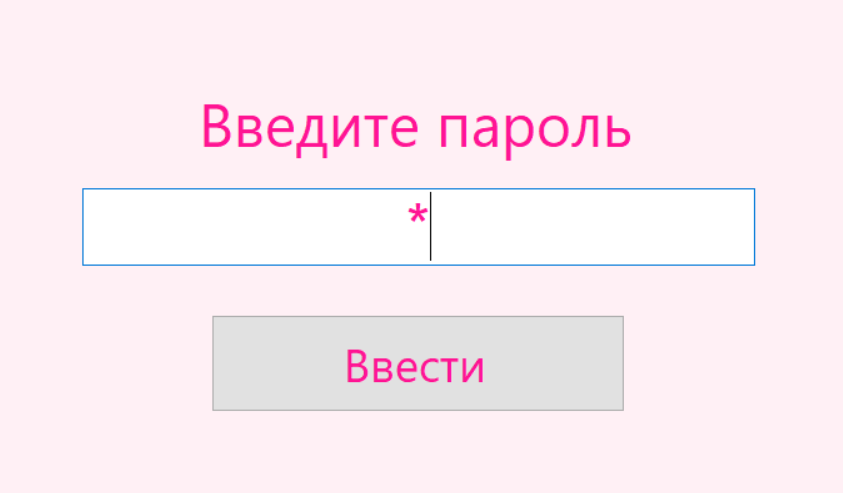 Введите пароль
*
Ввести